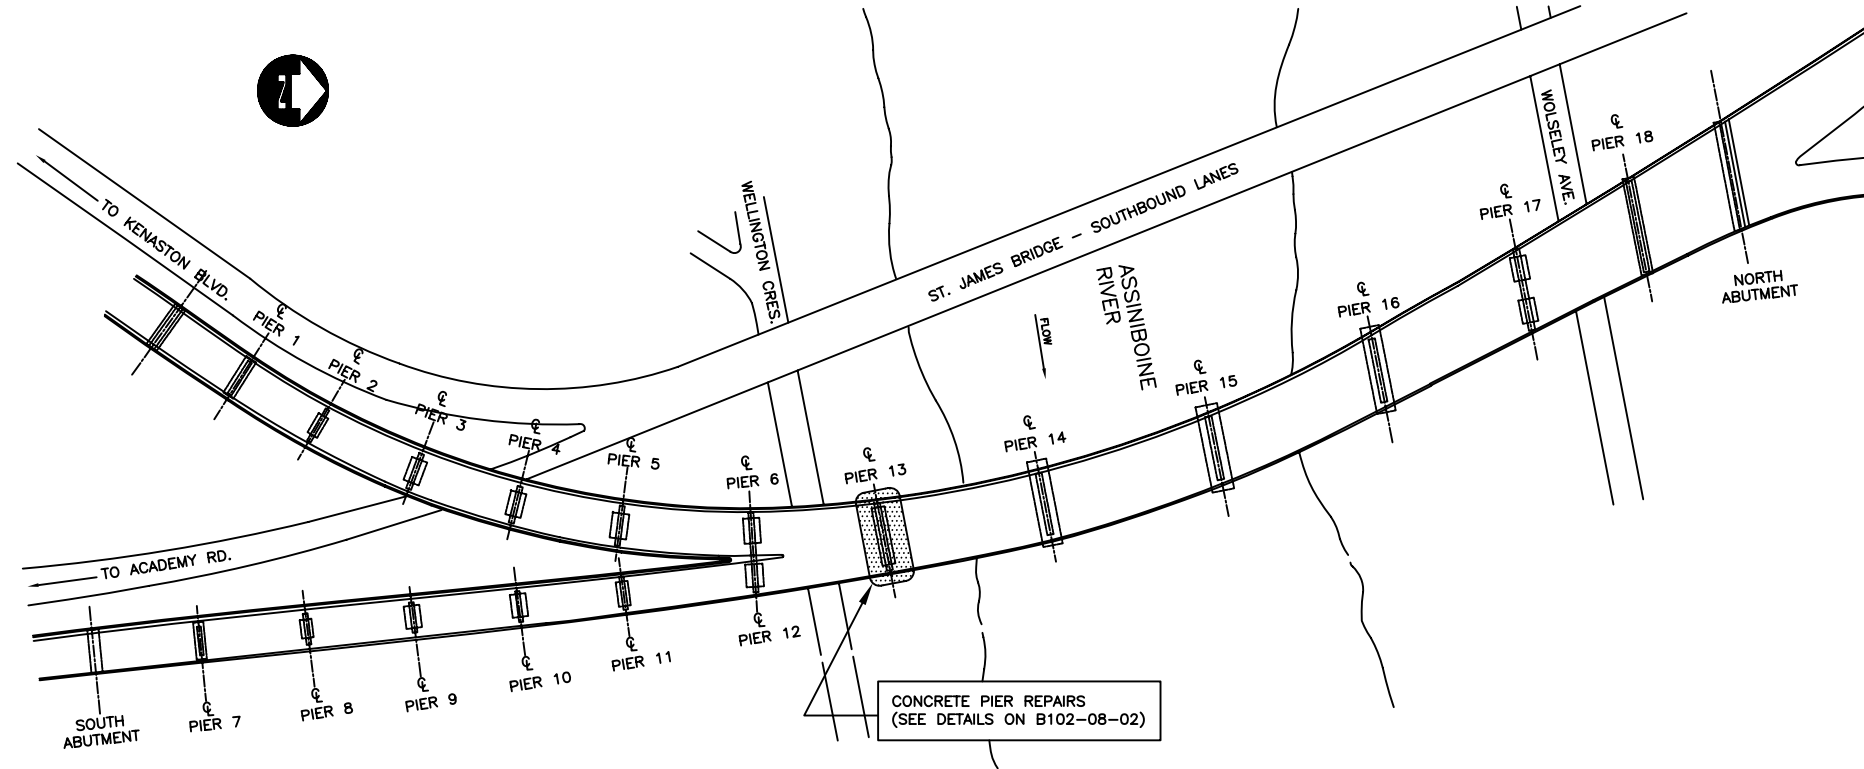 N
TO KENASTON BLVD.
℄
PIER 1
℄
PIER 2
℄
PIER 3
℄
PIER 4
℄
PIER 5
℄
PIER 6
WELLINGTON CRES.
ST. JAMES BRIDGE – SOUTHBOUND LANES
ASSINIBOINE
RIVER
FLOW
℄
PIER 13
℄
PIER 14
℄
PIER 15
℄
PIER 16
℄
PIER 17
℄
PIER 18
WOLSELEY AVE.
NORTH
ABUTMENT
TO ACADEMY RD.
SOUTH
ABUTMENT
℄
PIER 7
℄
PIER 8
℄
PIER 9
℄
PIER 10
℄
PIER 11
℄
PIER 12
CONCRETE PIER REPAIRS
(SEE DETAILS ON B102–08–02)